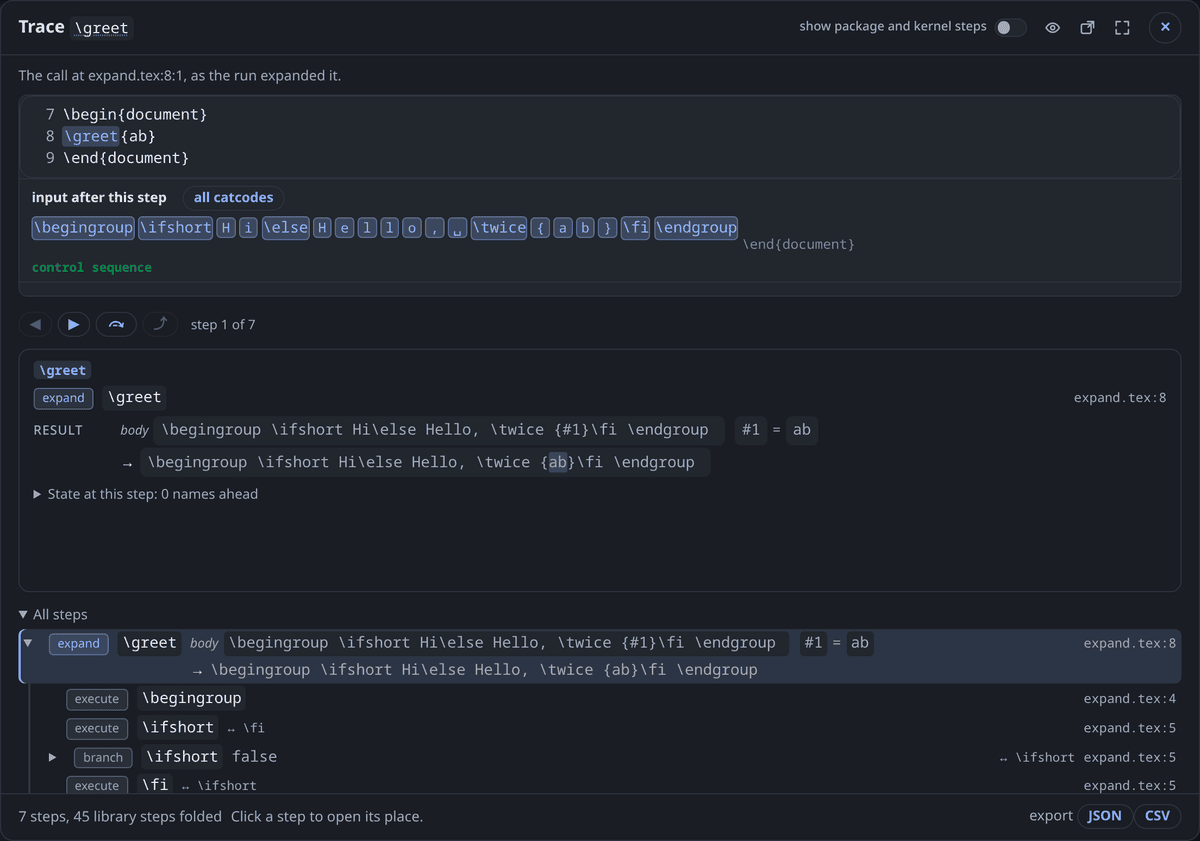 Trace \greet
show package and kernel steps
The call at expand.tex:8:1, as the run expanded it.
7 \begin{document}
8 \greet{ab}
9 \end{document}
input after this step all catcodes
\begingroup \ifshort H i \else H e l l o , ␣ \twice { a b } \fi \endgroup \end{document}
control sequence
step 1 of 7
\greet
expand \greet expand.tex:8
RESULT body \begingroup \ifshort Hi\else Hello, \twice {#1}\fi \endgroup #1 = ab
→ \begingroup \ifshort Hi\else Hello, \twice {ab}\fi \endgroup
▶ State at this step: 0 names ahead
▼ All steps
▼ expand \greet body \begingroup \ifshort Hi\else Hello, \twice {#1}\fi \endgroup #1 = ab expand.tex:8
→ \begingroup \ifshort Hi\else Hello, \twice {ab}\fi \endgroup
execute \begingroup expand.tex:4
execute \ifshort ↔ \fi expand.tex:5
▶ branch \ifshort false ↔ \ifshort expand.tex:5
execute \fi ↔ \ifshort expand.tex:5
7 steps, 45 library steps folded Click a step to open its place.
export JSON CSV